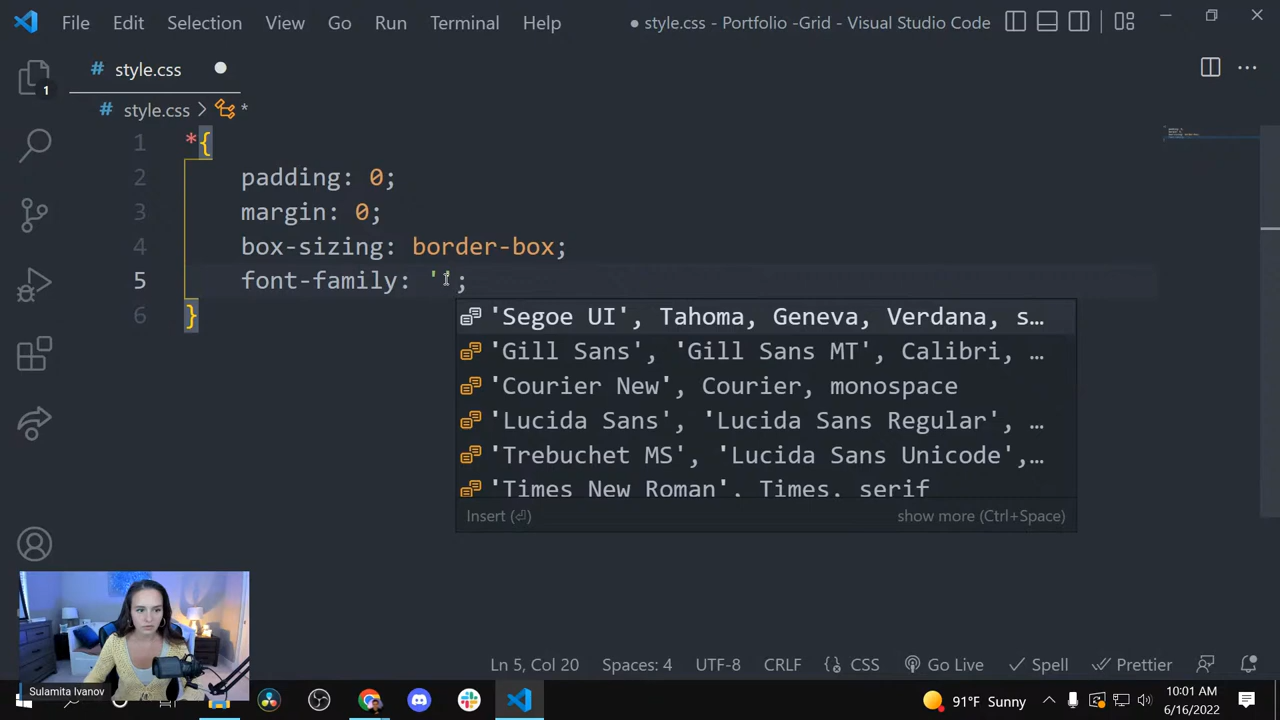 File Edit Selection View Go Run Terminal Help ● style.css - Portfolio -Grid - Visual Studio Code
# style.css ●
1
# style.css > *
1 *{
2 padding: 0;
3 margin: 0;
4 box-sizing: border-box;
5 font-family: '';
6 }
'Segoe UI', Tahoma, Geneva, Verdana, s…
'Gill Sans', 'Gill Sans MT', Calibri, …
'Courier New', Courier, monospace
'Lucida Sans', 'Lucida Sans Regular', …
'Trebuchet MS', 'Lucida Sans Unicode',…
'Times New Roman', Times, serif
Insert (⏎) show more (Ctrl+Space)
Ln 5, Col 20 Spaces: 4 UTF-8 CRLF {} CSS Go Live ✓ Spell ✓✓ Prettier
Sulamita Ivanov
91°F Sunny
10:01 AM
6/16/2022